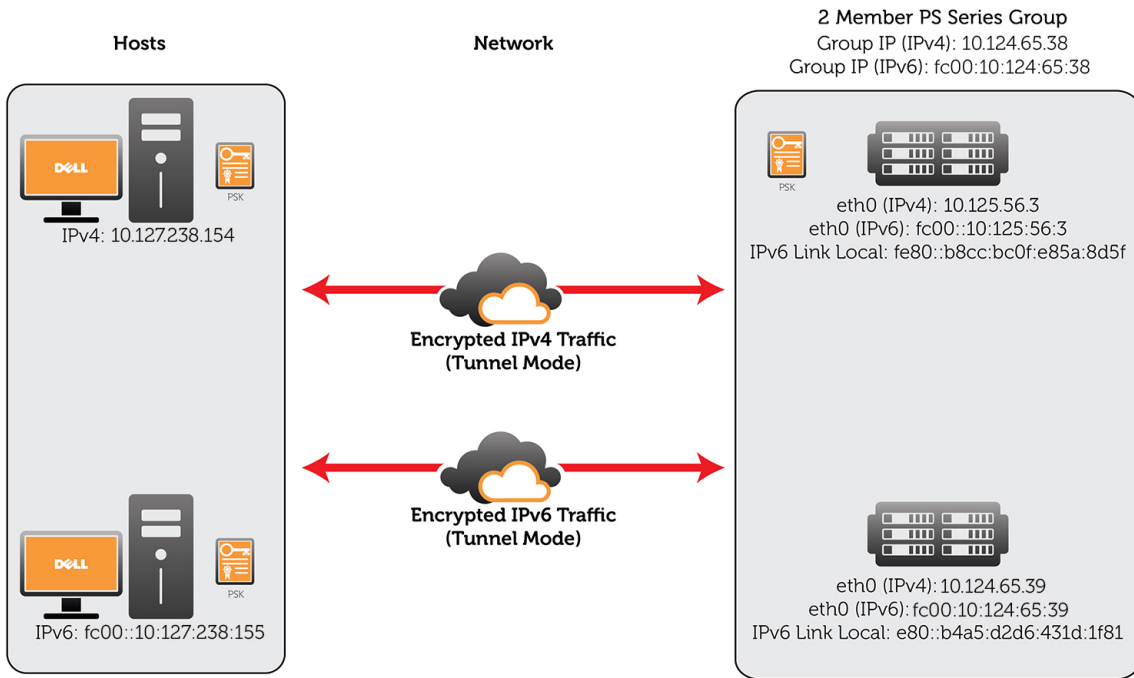 Hosts
Network
2 Member PS Series Group
Group IP (IPv4): 10.124.65.38
Group IP (IPv6): fc00:10:124:65:38
DELL
PSK
IPv4: 10.127.238.154
PSK
eth0 (IPv4): 10.125.56.3
eth0 (IPv6): fc00::10:125:56:3
IPv6 Link Local: fe80::b8cc:bc0f:e85a:8d5f
Encrypted IPv4 Traffic
(Tunnel Mode)
Encrypted IPv6 Traffic
(Tunnel Mode)
DELL
PSK
IPv6: fc00::10:127:238:155
eth0 (IPv4): 10.124.65.39
eth0 (IPv6): fc00:10:124:65:39
IPv6 Link Local: e80::b4a5:d2d6:431d:1f81